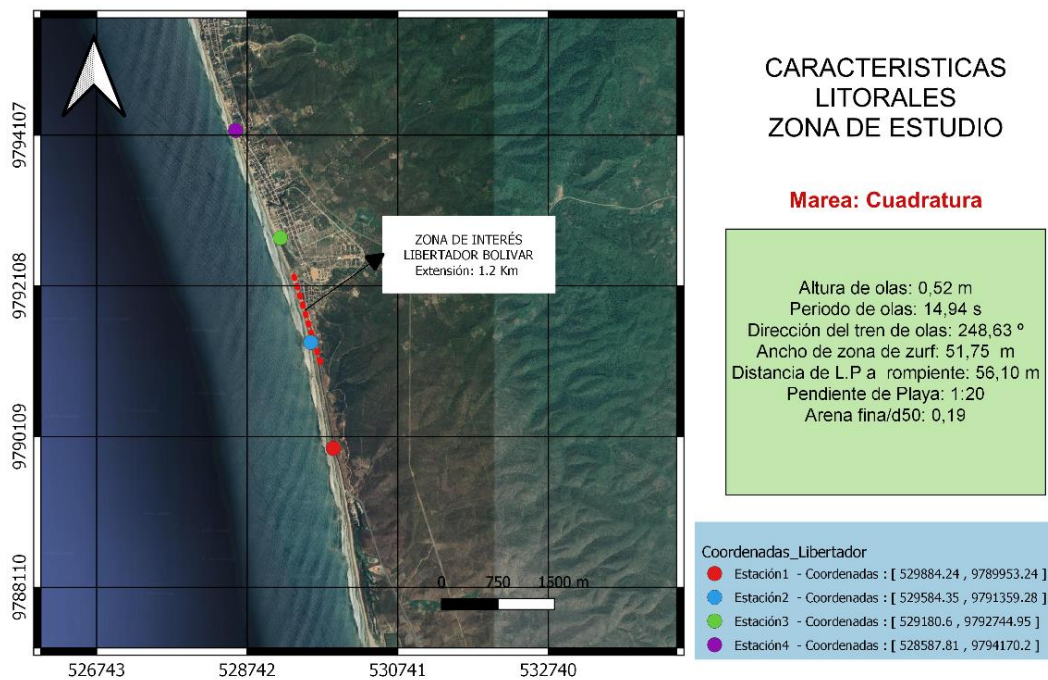 CARACTERISTICAS
LITORALES
ZONA DE ESTUDIO
Marea: Cuadratura
Altura de olas: 0,52 m
Periodo de olas: 14,94 s
Dirección del tren de olas: 248,63 º
Ancho de zona de zurf: 51,75 m
Distancia de L.P a rompiente: 56,10 m
Pendiente de Playa: 1:20
Arena fina/d50: 0,19
ZONA DE INTERÉS
LIBERTADOR BOLIVAR
Extensión: 1.2 Km
9794107
9792108
9790109
9788110
0 750 1500 m
526743 528742 530741 532740
Coordenadas_Libertador
Estación1 - Coordenadas : [ 529884.24 , 9789953.24 ]
Estación2 - Coordenadas : [ 529584.35 , 9791359.28 ]
Estación3 - Coordenadas : [ 529180.6 , 9792744.95 ]
Estación4 - Coordenadas : [ 528587.81 , 9794170.2 ]